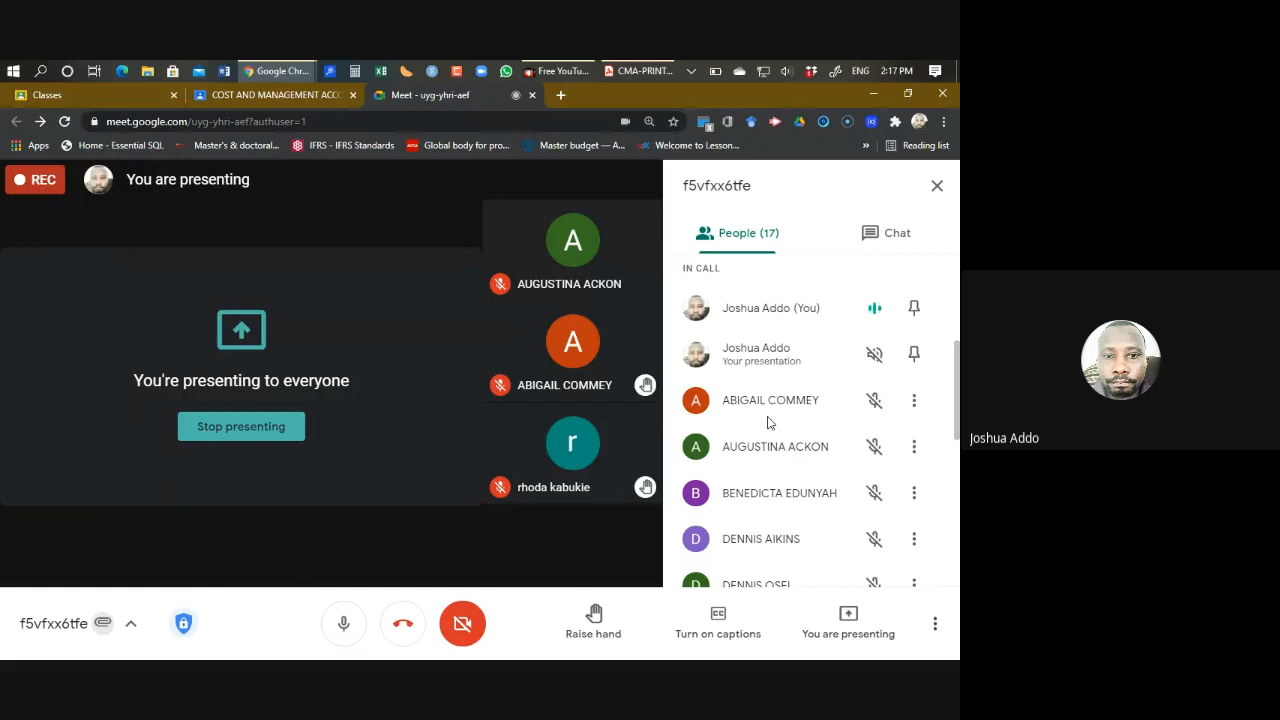 Google Chr...
Free YouTu...
CMA-PRINT...
ENG
2:17 PM
Classes
COST AND MANAGEMENT ACCO
Meet - uyg-yhri-aef
meet.google.com/uyg-yhri-aef?authuser=1
Apps
Home - Essential SQL
Master's & doctoral...
IFRS - IFRS Standards
ACCA
Global body for pro...
Master budget — A...
Welcome to Lesson...
Reading list
REC
You are presenting
f5vfxx6tfe
People (17)
Chat
IN CALL
A
AUGUSTINA ACKON
A
ABIGAIL COMMEY
r
rhoda kabukie
You're presenting to everyone
Stop presenting
Joshua Addo (You)
Joshua Addo
Your presentation
A
ABIGAIL COMMEY
A
AUGUSTINA ACKON
B
BENEDICTA EDUNYAH
D
DENNIS AIKINS
D
DENNIS OSEI
Joshua Addo
f5vfxx6tfe
Raise hand
CC
Turn on captions
You are presenting